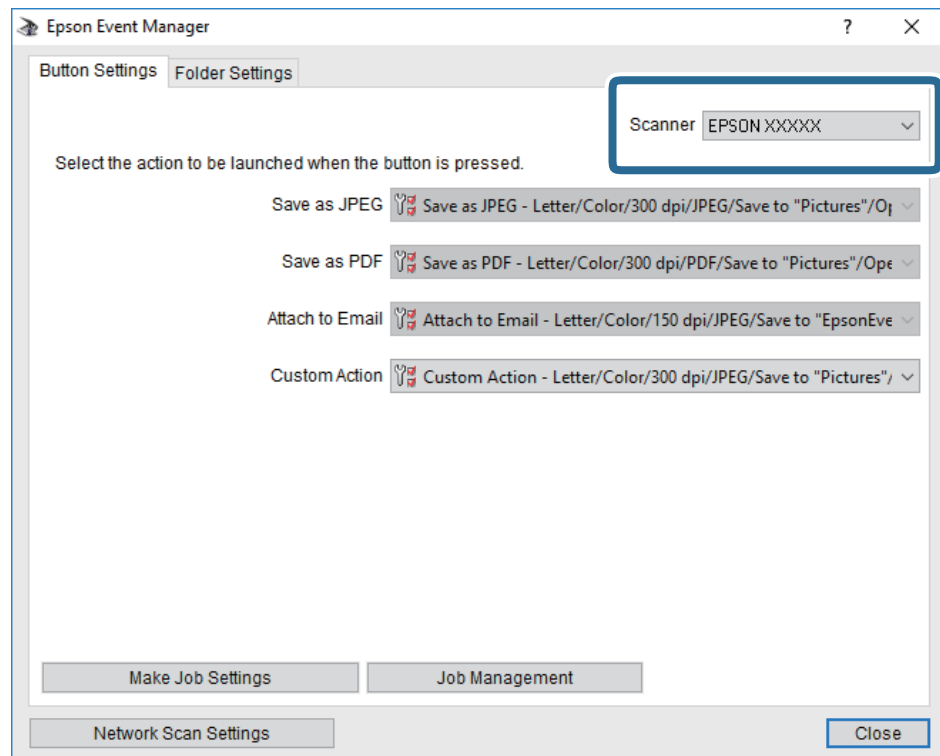 Epson Event Manager
Button Settings Folder Settings
Scanner EPSON XXXXX
Select the action to be launched when the button is pressed.
Save as JPEG Save as JPEG - Letter/Color/300 dpi/JPEG/Save to "Pictures"/Op
Save as PDF Save as PDF - Letter/Color/300 dpi/PDF/Save to "Pictures"/Ope
Attach to Email Attach to Email - Letter/Color/150 dpi/JPEG/Save to "EpsonEve
Custom Action Custom Action - Letter/Color/300 dpi/JPEG/Save to "Pictures"/
Make Job Settings Job Management
Network Scan Settings Close